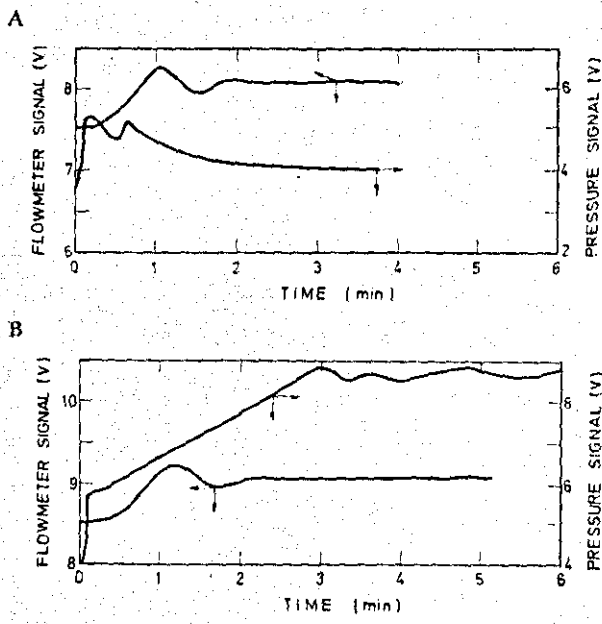 A
FLOWMETER SIGNAL (V)
8
7
6
PRESSURE SIGNAL (V)
6
4
2
0 1 2 3 4 5 6
TIME (min)
B
FLOWMETER SIGNAL (V)
10
9
8
PRESSURE SIGNAL (V)
8
6
4
0 1 2 3 4 5 6
TIME (min)